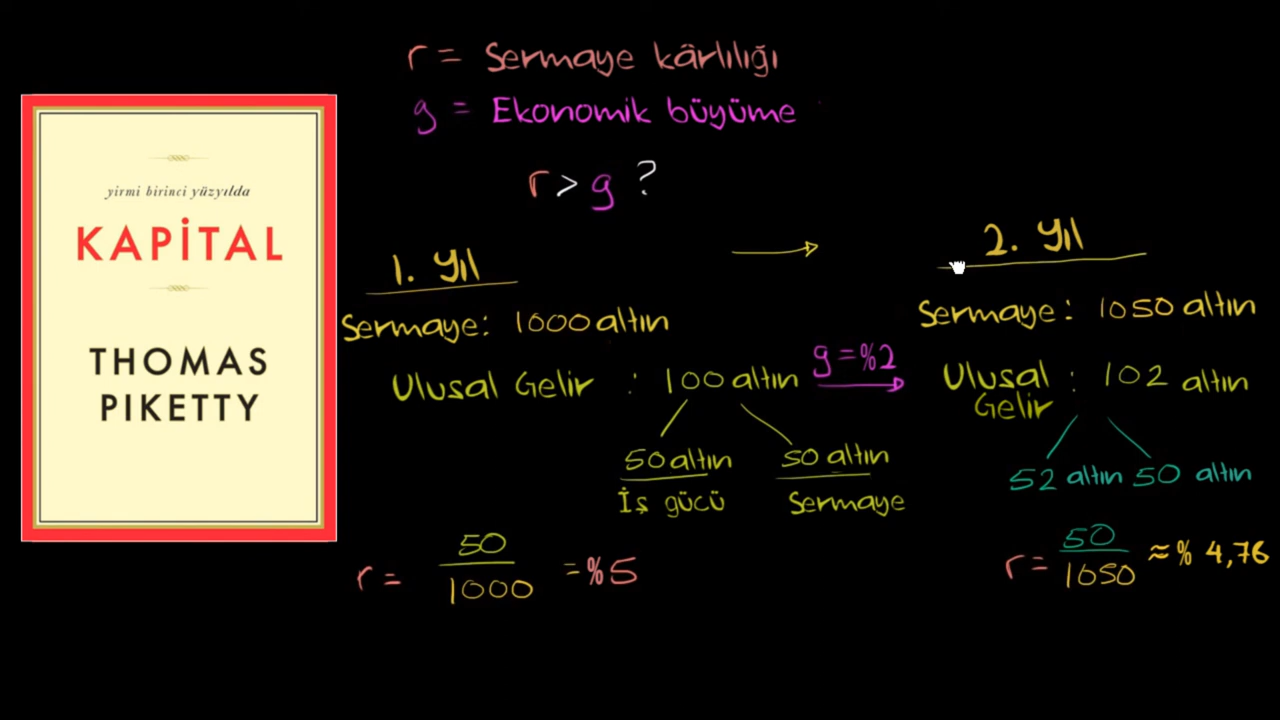 r = Sermaye kârlılığı
g = Ekonomik büyüme
r > g ?
yirmi birinci yüzyılda
KAPİTAL
THOMAS
PIKETTY
1. Yıl
Sermaye: 1000 altın
Ulusal Gelir : 100 altın
50 altın 50 altın
İş gücü Sermaye
r = 50/1000 = %5
g = %2
2. Yıl
Sermaye: 1050 altın
Ulusal : 102 altın
Gelir
52 altın 50 altın
r = 50/1050 ≈ % 4,76